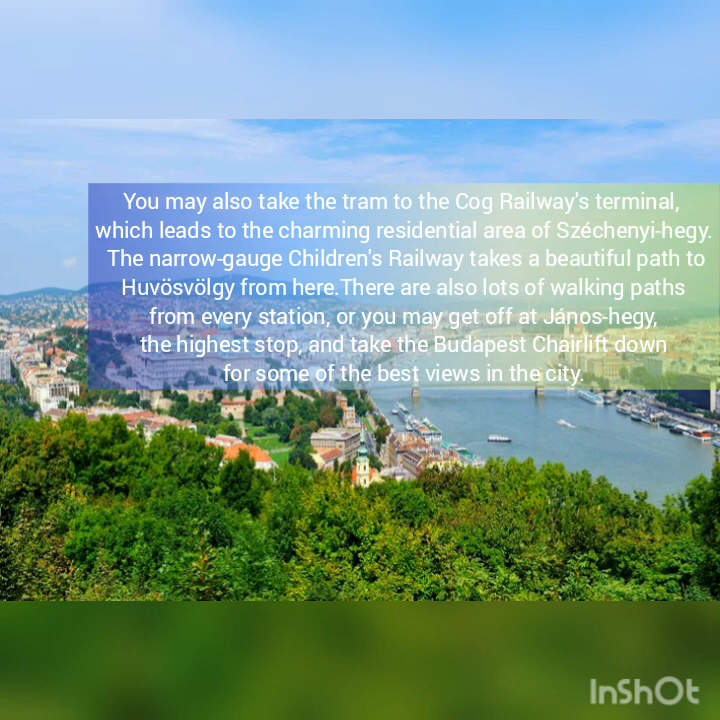 You may also take the tram to the Cog Railway's terminal,
which leads to the charming residential area of Széchenyi-hegy.
The narrow-gauge Children's Railway takes a beautiful path to
Huvösvölgy from here.There are also lots of walking paths
from every station, or you may get off at János-hegy,
the highest stop, and take the Budapest Chairlift down
for some of the best views in the city.
InShOt